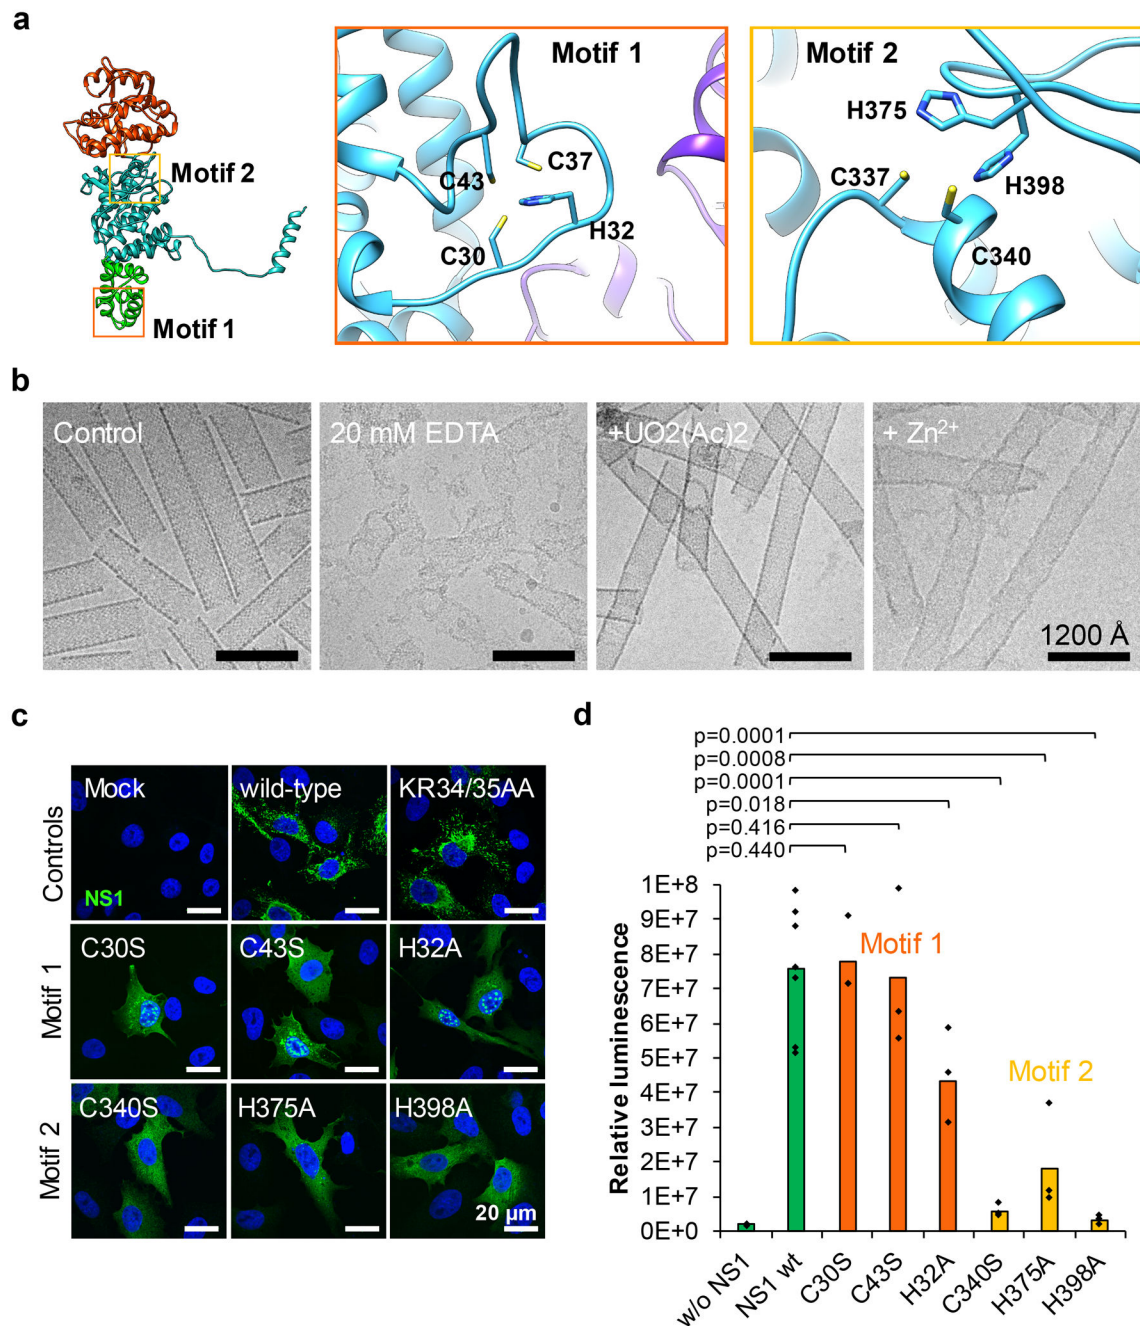 a
Motif 2
Motif 1
Motif 1
C37
C43
H32
C30
Motif 2
H375
C337
H398
C340
b
Control
20 mM EDTA
+UO2(Ac)2
+ Zn²⁺
1200 Å
c
Controls
Mock
wild-type
KR34/35AA
NS1
Motif 1
C30S
C43S
H32A
Motif 2
C340S
H375A
H398A
20 µm
d
p=0.0001
p=0.0008
p=0.0001
p=0.018
p=0.416
p=0.440
Relative luminescence
1E+8
9E+7
8E+7
7E+7
6E+7
5E+7
4E+7
3E+7
2E+7
1E+7
0E+0
Motif 1
Motif 2
w/o NS1
NS1 wt
C30S
C43S
H32A
C340S
H375A
H398A